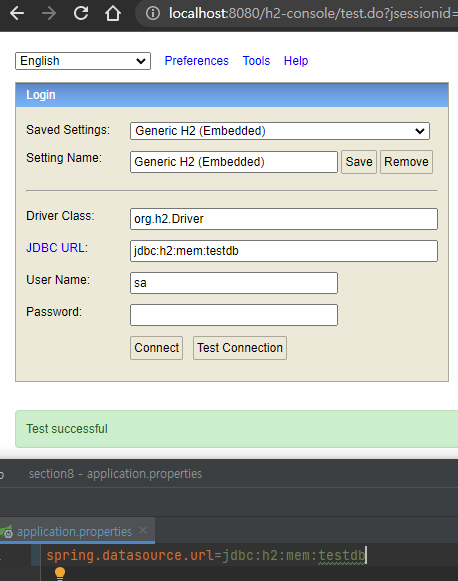 localhost:8080/h2-console/test.do?jsessionid=
English Preferences Tools Help
Login
Saved Settings: Generic H2 (Embedded)
Setting Name: Generic H2 (Embedded) Save Remove
Driver Class: org.h2.Driver
JDBC URL: jdbc:h2:mem:testdb
User Name: sa
Password:
Connect Test Connection
Test successful
section8 - application.properties
application.properties
spring.datasource.url=jdbc:h2:mem:testdb